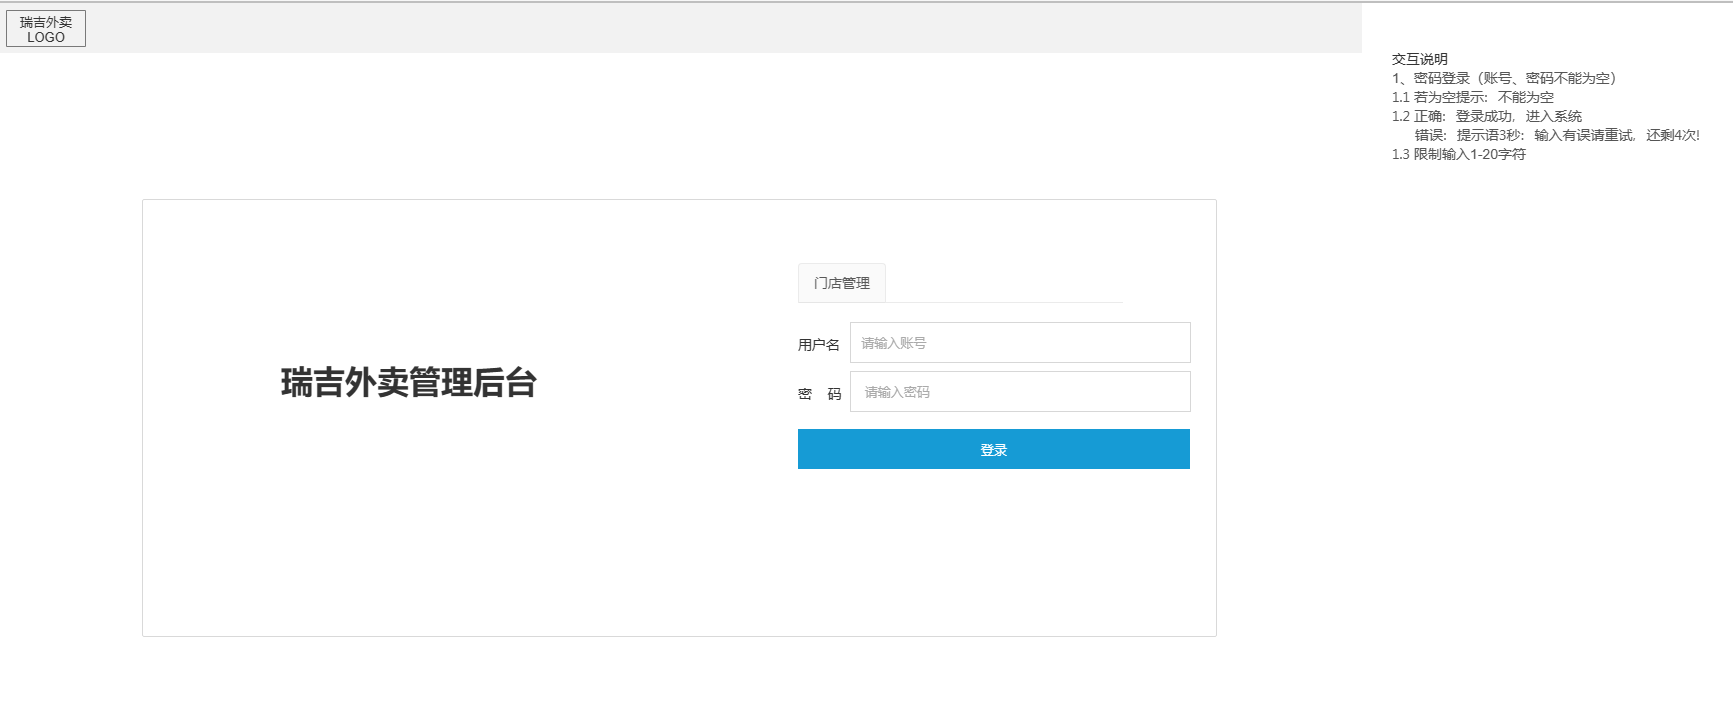 瑞吉外卖
LOGO
交互说明
1、密码登录（账号、密码不能为空）
1.1 若为空提示：不能为空
1.2 正确：登录成功，进入系统
错误：提示语3秒：输入有误请重试，还剩4次!
1.3 限制输入1-20字符
门店管理
用户名 请输入账号
瑞吉外卖管理后台
密 码 请输入密码
登录